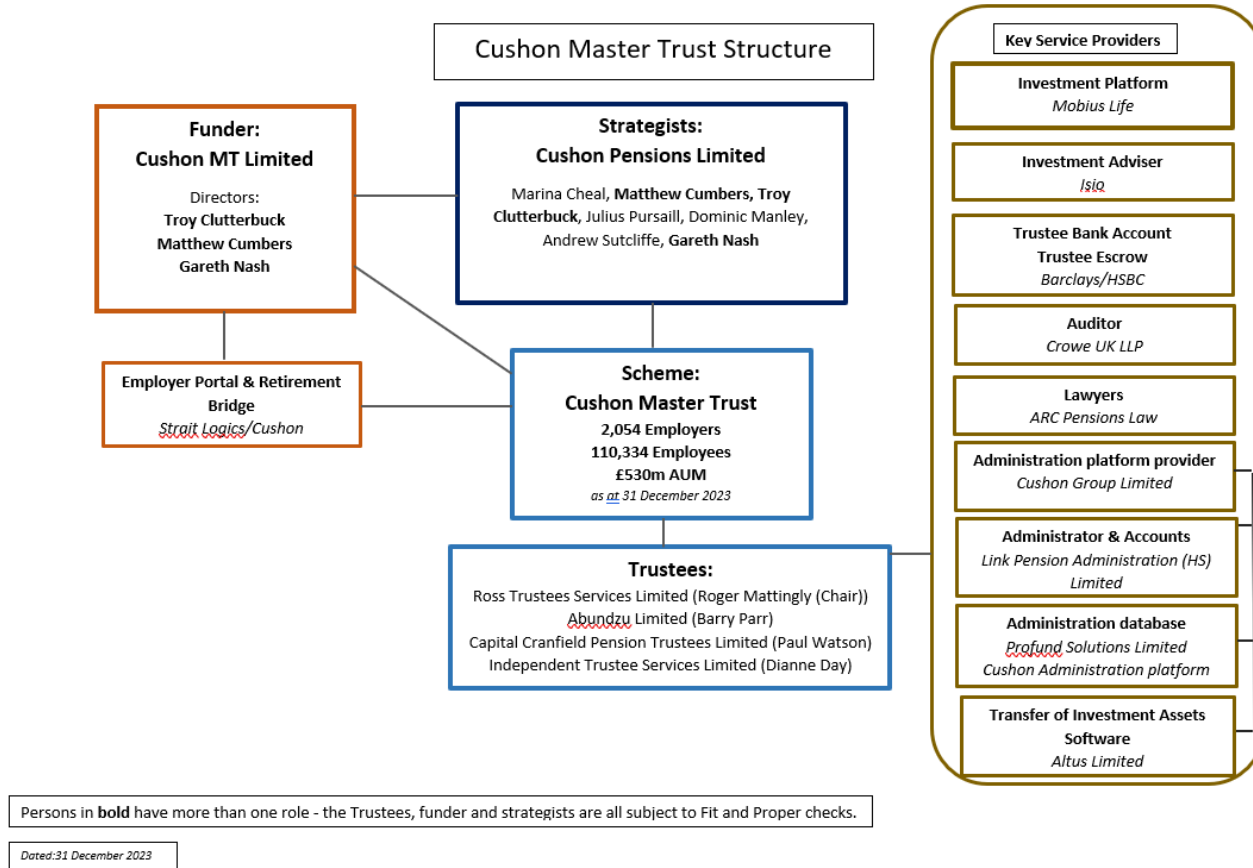 Cushon Master Trust Structure
Funder:
Cushon MT Limited
Directors:
Troy Clutterbuck
Matthew Cumbers
Gareth Nash
Strategists:
Cushon Pensions Limited
Marina Cheal, Matthew Cumbers, Troy
Clutterbuck, Julius Pursaill, Dominic Manley,
Andrew Sutcliffe, Gareth Nash
Employer Portal & Retirement
Bridge
Strait Logics/Cushon
Scheme:
Cushon Master Trust
2,054 Employers
110,334 Employees
£530m AUM
as at 31 December 2023
Trustees:
Ross Trustees Services Limited (Roger Mattingly (Chair))
Abundzu Limited (Barry Parr)
Capital Cranfield Pension Trustees Limited (Paul Watson)
Independent Trustee Services Limited (Dianne Day)
Key Service Providers
Investment Platform
Mobius Life
Investment Adviser
Isio
Trustee Bank Account
Trustee Escrow
Barclays/HSBC
Auditor
Crowe UK LLP
Lawyers
ARC Pensions Law
Administration platform provider
Cushon Group Limited
Administrator & Accounts
Link Pension Administration (HS)
Limited
Administration database
Profund Solutions Limited
Cushon Administration platform
Transfer of Investment Assets
Software
Altus Limited
Persons in bold have more than one role - the Trustees, funder and strategists are all subject to Fit and Proper checks.
Dated:31 December 2023